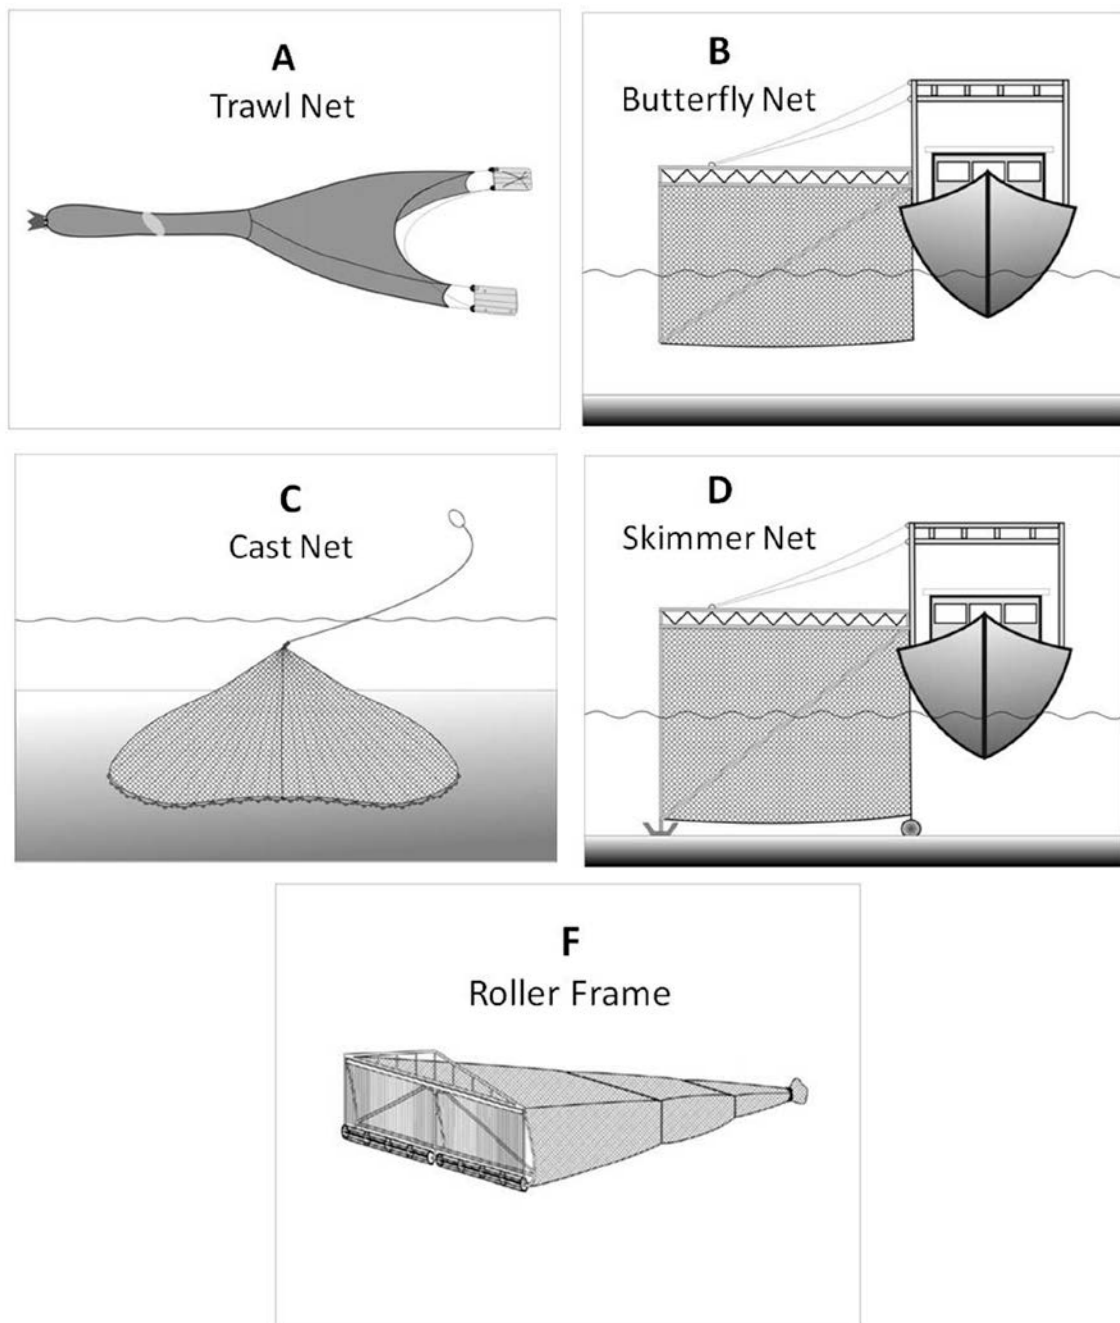 A
Trawl Net
B
Butterfly Net
C
Cast Net
D
Skimmer Net
F
Roller Frame